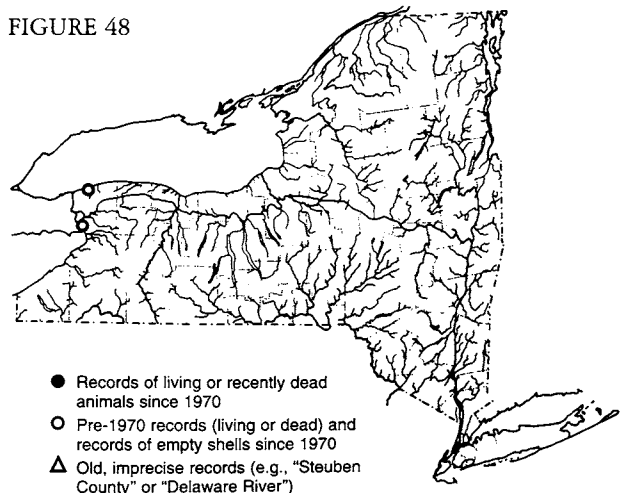 FIGURE 48
Records of living or recently dead
animals since 1970
Pre-1970 records (living or dead) and
records of empty shells since 1970
Old, imprecise records (e.g., “Steuben
County” or “Delaware River”)